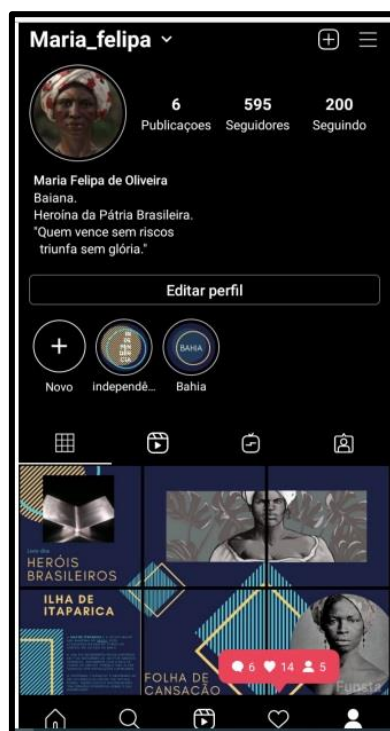 Maria_felipa
6 595 200
Publicaçoes Seguidores Seguindo
Maria Felipa de Oliveira
Baiana.
Heroína da Pátria Brasileira.
"Quem vence sem riscos
triunfa sem glória."
Editar perfil
BAHIA
Novo independê... Bahia
HERÓIS
BRASILEIROS
ILHA DE
ITAPARICA
FOLHA DE
CANSAÇÃO
6 14 5
Funsta